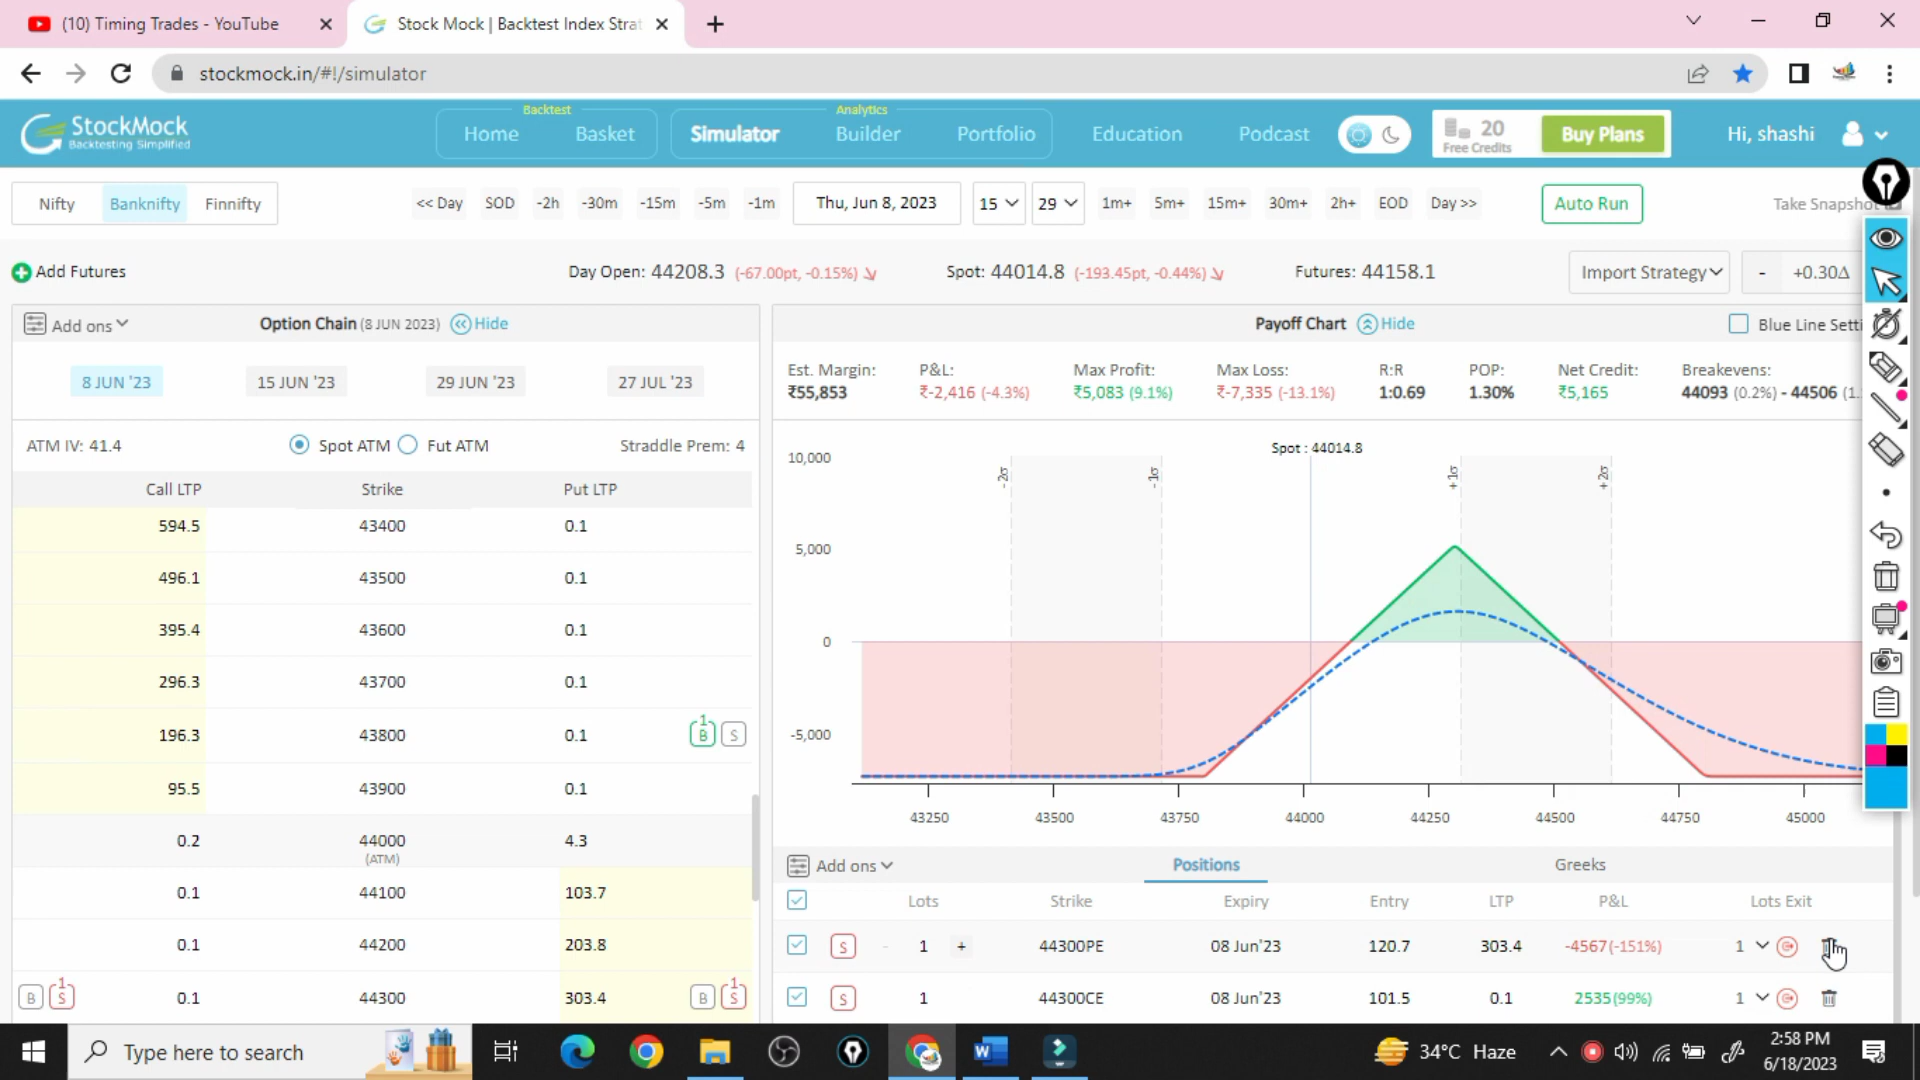 (10) Timing Trades - YouTube
Stock Mock | Backtest Index Strat
stockmock.in/#!/simulator
StockMock
Backtesting Simplified
Backtest
Home Basket
Analytics
Simulator Builder Portfolio
Education
Podcast
20
Free Credits
Buy Plans
Hi, shashi
Nifty Banknifty Finnifty
<< Day SOD -2h -30m -15m -5m -1m Thu, Jun 8, 2023 15 29 1m+ 5m+ 15m+ 30m+ 2h+ EOD Day >>
Auto Run
Take Snapshot
Add Futures
Day Open: 44208.3 (-67.00pt, -0.15%)
Spot: 44014.8 (-193.45pt, -0.44%)
Futures: 44158.1
Import Strategy
- +0.30Δ
Add ons
Option Chain (8 JUN 2023) Hide
8 JUN '23 15 JUN '23 29 JUN '23 27 JUL '23
ATM IV: 41.4 Spot ATM Fut ATM Straddle Prem: 4
Call LTP Strike Put LTP
594.5 43400 0.1
496.1 43500 0.1
395.4 43600 0.1
296.3 43700 0.1
196.3 43800 0.1 1 B S
95.5 43900 0.1
0.2 44000 4.3
(ATM)
0.1 44100 103.7
0.1 44200 203.8
B 1 S 0.1 44300 303.4 B 1 S
Payoff Chart Hide
Blue Line Setti
Est. Margin: P&L: Max Profit: Max Loss: R:R POP: Net Credit: Breakevens:
₹55,853 ₹-2,416 (-4.3%) ₹5,083 (9.1%) ₹-7,335 (-13.1%) 1:0.69 1.30% ₹5,165 44093 (0.2%) - 44506 (1.
Spot : 44014.8
10,000
5,000
0
-5,000
-2σ -1σ +1σ +2σ
43250 43500 43750 44000 44250 44500 44750 45000
Add ons Positions Greeks
Lots Strike Expiry Entry LTP P&L Lots Exit
S - 1 + 44300PE 08 Jun'23 120.7 303.4 -4567(-151%) 1
S 1 44300CE 08 Jun'23 101.5 0.1 2535(99%) 1
Type here to search
34°C Haze
2:58 PM
6/18/2023